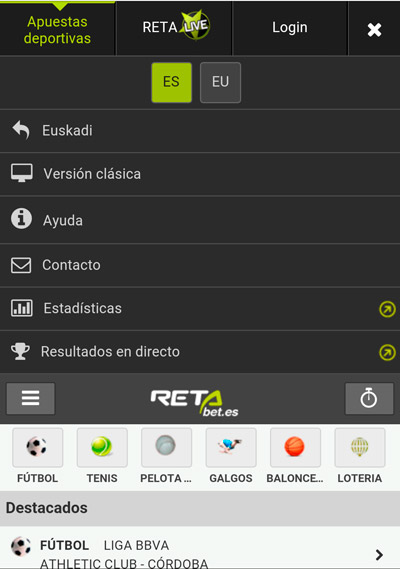 Apuestas
deportivas
RETA LIVE
Login
ES
EU
Euskadi
Versión clásica
Ayuda
Contacto
Estadísticas
Resultados en directo
RETA
bet.es
FÚTBOL
TENIS
PELOTA ...
GALGOS
BALONCE...
LOTERIA
Destacados
FÚTBOL LIGA BBVA
ATHLETIC CLUB - CÓRDOBA